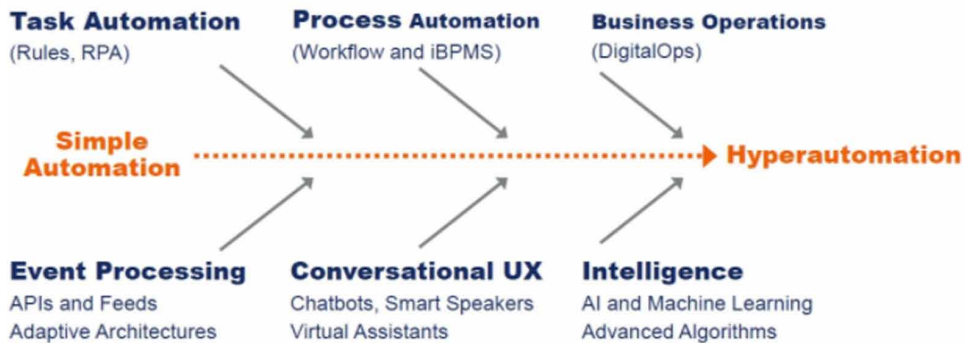 Task Automation
(Rules, RPA)
Process Automation
(Workflow and iBPMS)
Business Operations
(DigitalOps)
Simple
Automation
Hyperautomation
Event Processing
APIs and Feeds
Adaptive Architectures
Conversational UX
Chatbots, Smart Speakers
Virtual Assistants
Intelligence
AI and Machine Learning
Advanced Algorithms